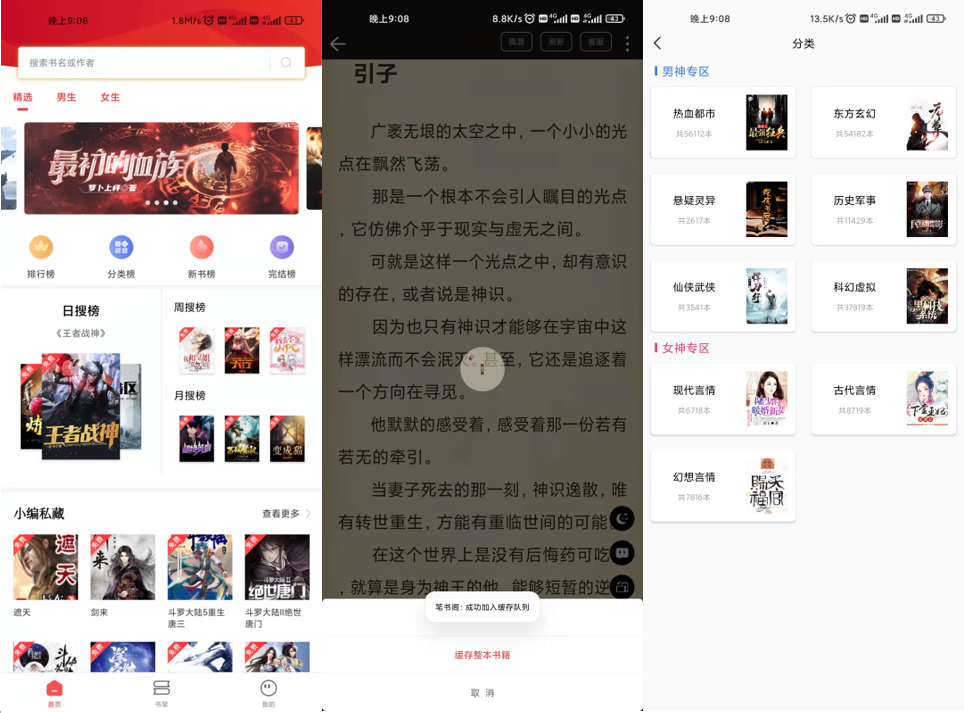 晚上9:08
1.8M/s
43
搜索书名或作者
精选
男生
女生
最初的血族
萝卜上秤 著
排行榜
分类榜
新书榜
完结榜
日搜榜
《王者战神》
免费
王者战神
周搜榜
月搜榜
变成猫
小编私藏
查看更多
免费
遮天
遮天
剑来
斗罗大陆5重生
唐三
绝世唐门
斗罗大陆II绝世
唐门
首页
书架
我的
晚上9:08
8.8K/s
43
换源
刷新
客服
引子
广袤无垠的太空之中，一个小小的光
点在飘然飞荡。
那是一个根本不会引人瞩目的光点
，它仿佛介乎于现实与虚无之间。
可就是这样一个光点之中，却有意识
的存在，或者说是神识。
因为也只有神识才能够在宇宙中这
样漂流而不会泯灭，甚至，它还是追逐着
一个方向在寻觅。
他默默的感受着，感受着那一份若有
若无的牵引。
当妻子死去的那一刻，神识逸散，唯
有转世重生，方能有重临世间的可能
在这个世界上是没有后悔药可吃
，就算是身为神王的他，能够短暂的逆
笔书阁：成功加入缓存队列
缓存整本书籍
取 消
晚上9:08
13.5K/s
43
分类
男神专区
热血都市
共56112本
东方玄幻
共54182本
悬疑灵异
共2617本
历史军事
共11429本
仙侠武侠
共3541本
科幻虚拟
共37819本
女神专区
现代言情
共6718本
古代言情
共8719本
幻想言情
共7816本